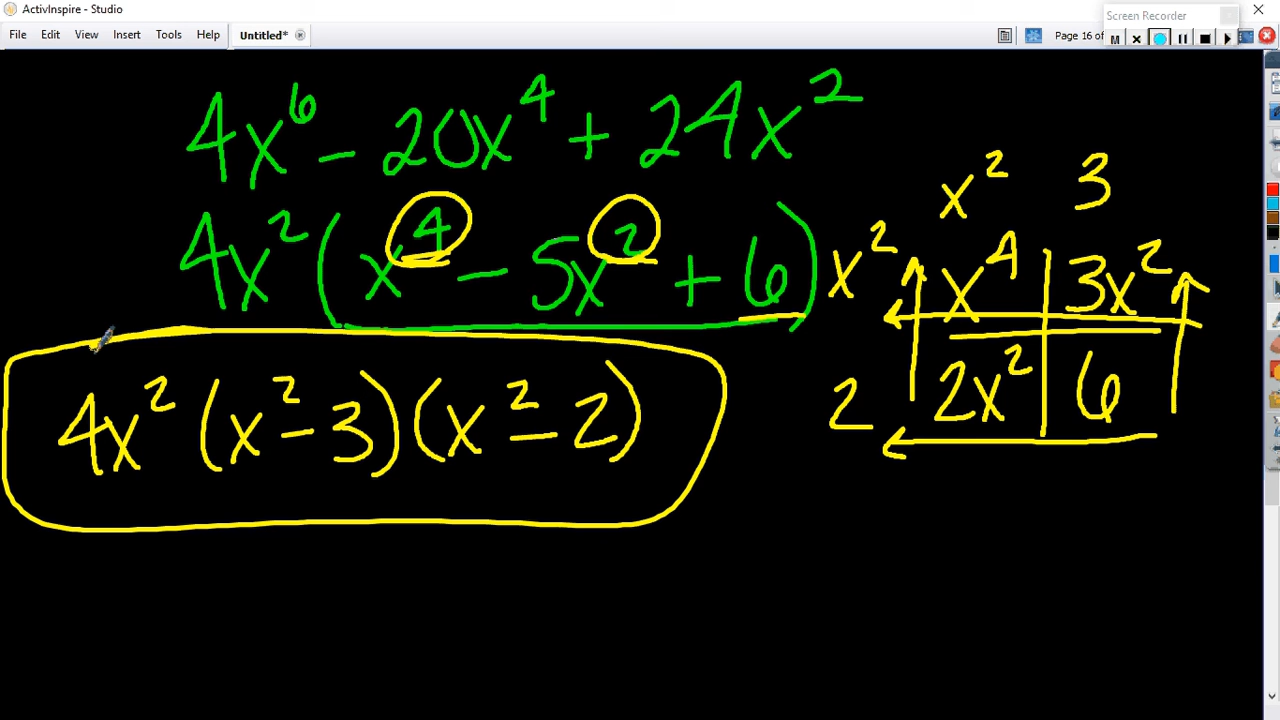 ActivInspire - Studio
Screen Recorder
File Edit View Insert Tools Help Untitled* Page 16 of
M
4x⁶ - 20x⁴ + 24x²
4x²(x⁴ - 5x² + 6)
4x²(x² - 3)(x² - 2)
x² 3
x² x⁴ 3x²
2 2x² 6